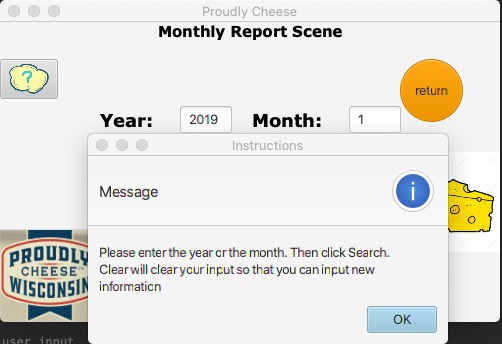 Proudly Cheese
Monthly Report Scene
?
return
Year: 2019 Month: 1
Instructions
Message
i
Please enter the year or the month. Then click Search.
Clear will clear your input so that you can input new
information
OK
PROUDLY
CHEESE
WISCONSIN
user input